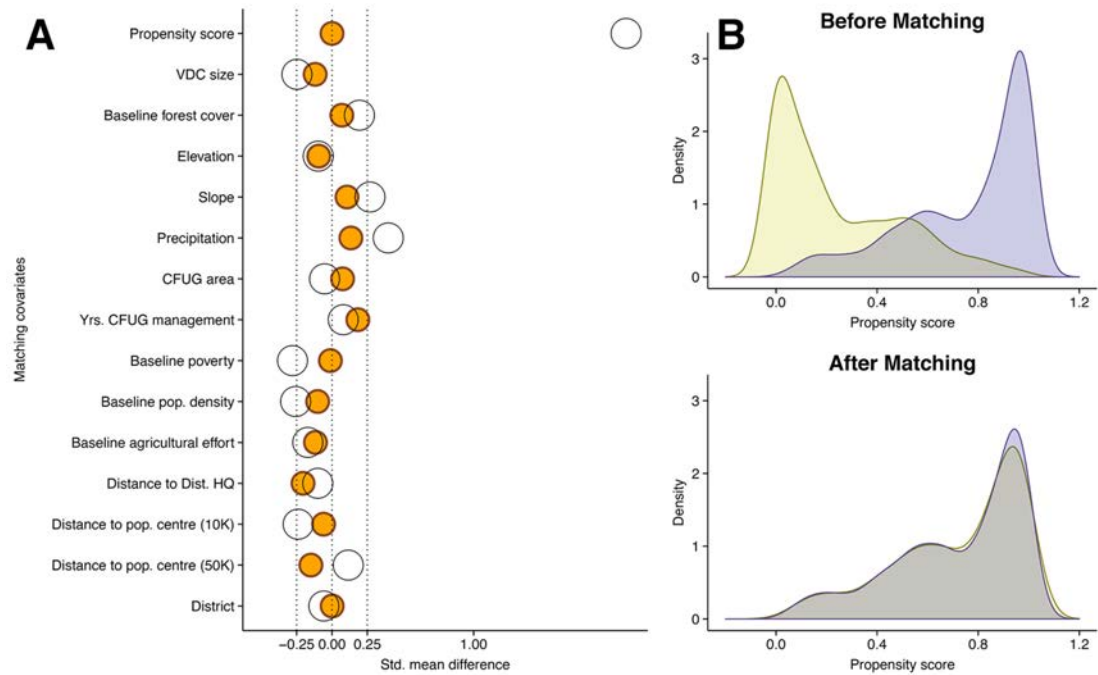 A
Propensity score
VDC size
Baseline forest cover
Elevation
Slope
Precipitation
CFUG area
Yrs. CFUG management
Baseline poverty
Baseline pop. density
Baseline agricultural effort
Distance to Dist. HQ
Distance to pop. centre (10K)
Distance to pop. centre (50K)
District
Matching covariates
−0.25 0.00 0.25 1.00
Std. mean difference
B
Before Matching
3
2
1
0
Density
0.0 0.4 0.8 1.2
Propensity score
After Matching
3
2
1
0
Density
0.0 0.4 0.8 1.2
Propensity score